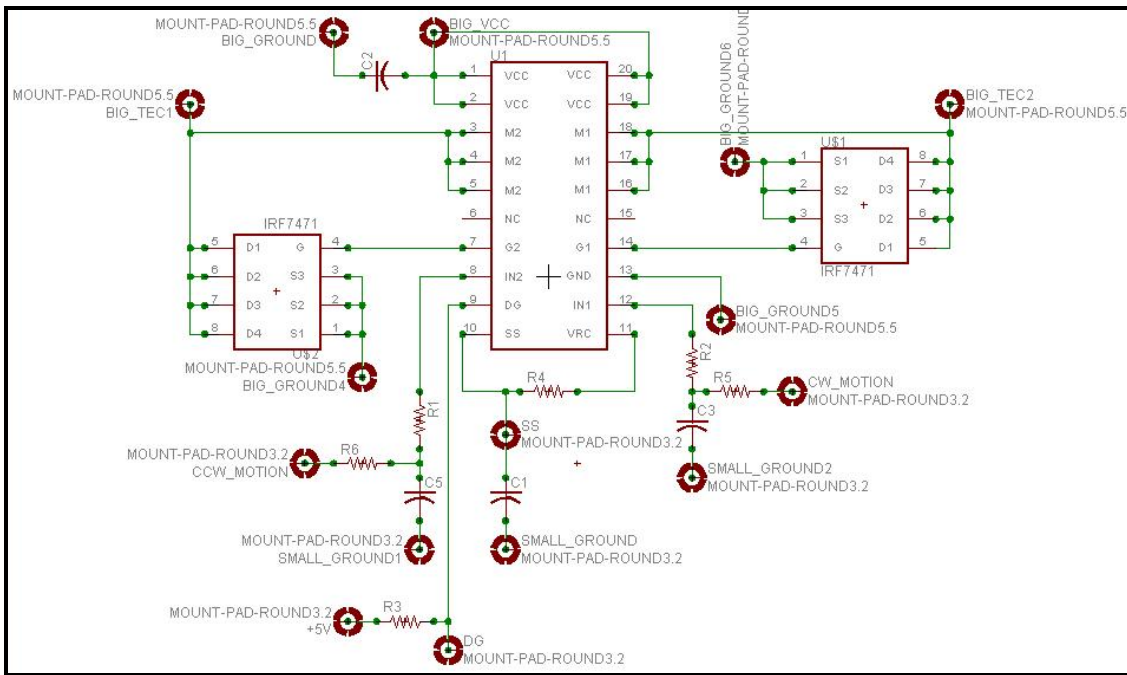 MOUNT-PAD-ROUND5.5
BIG_GROUND
BIG_VCC
MOUNT-PAD-ROUND5.5
C2
U1
1 VCC VCC 20
2 VCC VCC 19
3 M2 M1 18
4 M2 M1 17
5 M2 M1 16
6 NC NC 15
7 G2 G1 14
8 IN2 GND 13
9 DG IN1 12
10 SS VRC 11
MOUNT-PAD-ROUND5.5
BIG_TEC1
BIG_GROUND6
MOUNT-PAD-ROUND
BIG_TEC2
MOUNT-PAD-ROUND5.5
U$1
1 S1 D4 8
2 S2 D3 7
3 S3 D2 6
4 G D1 5
IRF7471
IRF7471
5 D1 G 4
6 D2 S3 3
7 D3 S2 2
8 D4 S1 1
U$2
MOUNT-PAD-ROUND5.5
BIG_GROUND4
BIG_GROUND5
MOUNT-PAD-ROUND5.5
R2
R4
R5
CW_MOTION
MOUNT-PAD-ROUND3.2
C3
R1
SS
MOUNT-PAD-ROUND3.2
MOUNT-PAD-ROUND3.2
CCW_MOTION
R6
SMALL_GROUND2
MOUNT-PAD-ROUND3.2
C5
C1
MOUNT-PAD-ROUND3.2
SMALL_GROUND1
SMALL_GROUND
MOUNT-PAD-ROUND3.2
MOUNT-PAD-ROUND3.2
+5V
R3
DG
MOUNT-PAD-ROUND3.2